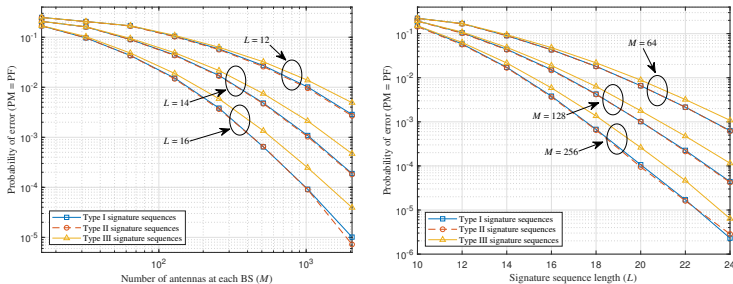 Probability of error (PM = PF)
10^-1
10^-2
10^-3
10^-4
10^-5
L = 12
L = 14
L = 16
Type I signature sequences
Type II signature sequences
Type III signature sequences
10^2
10^3
Number of antennas at each BS (M)
Probability of error (PM = PF)
10^-1
10^-2
10^-3
10^-4
10^-5
10^-6
M = 64
M = 128
M = 256
Type I signature sequences
Type II signature sequences
Type III signature sequences
10
12
14
16
18
20
22
24
Signature sequence length (L)